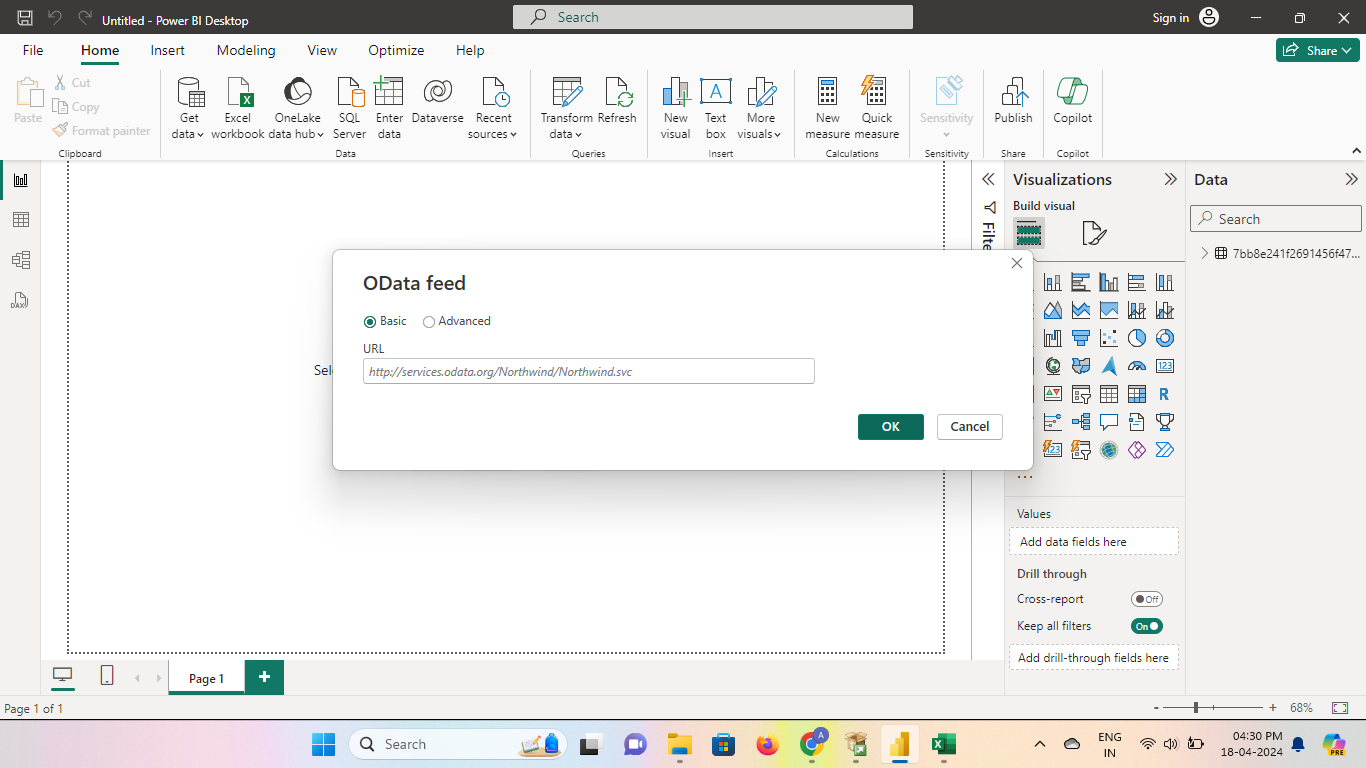 Untitled - Power BI Desktop
Search
Sign in
File Home Insert Modeling View Optimize Help
Share
Paste
Cut
Copy
Format painter
Clipboard
Get data
Excel workbook
OneLake data hub
SQL Server
Enter data
Dataverse
Recent sources
Data
Transform data
Refresh
Queries
New visual
Text box
More visuals
Insert
New measure
Quick measure
Calculations
Sensitivity
Sensitivity
Publish
Share
Copilot
Copilot
Visualizations
Build visual
Data
Search
7bb8e241f2691456f47...
OData feed
Basic Advanced
URL
http://services.odata.org/Northwind/Northwind.svc
OK Cancel
Values
Add data fields here
Drill through
Cross-report Off
Keep all filters On
Add drill-through fields here
Page 1
Page 1 of 1
- + 68%
Search
ENG
IN
04:30 PM
18-04-2024
PRE